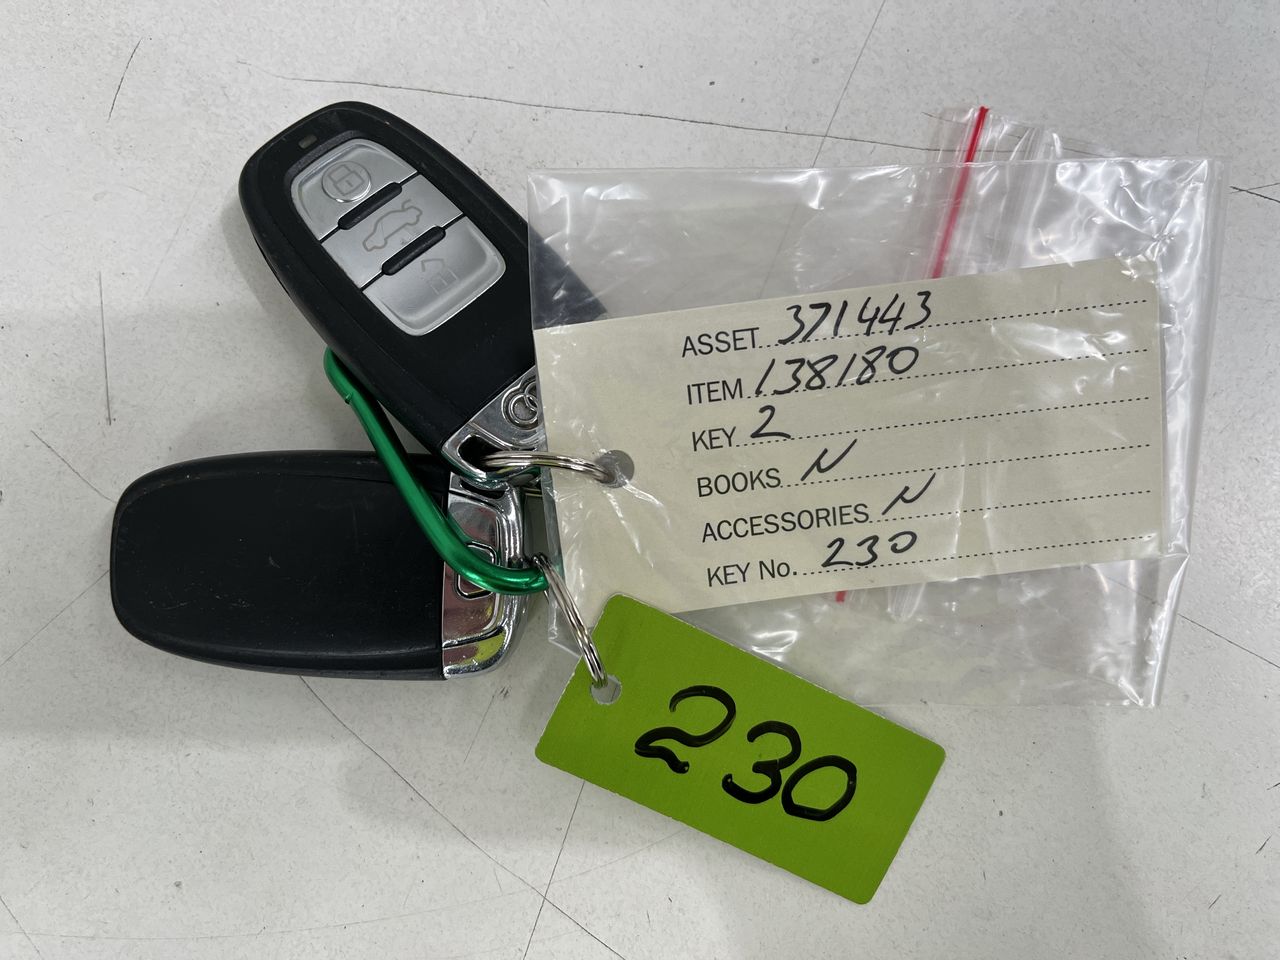 ASSET 371443
ITEM 138180
KEY 2
BOOKS N
ACCESSORIES N
KEY No. 230
230